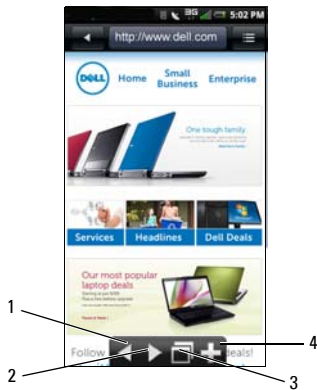 3G 5:02 PM
http://www.dell.com
DELL Home Small Business Enterprise
One tough family.
Services Headlines Dell Deals
Our most popular laptop deals
Follow deals!
1
2
3
4